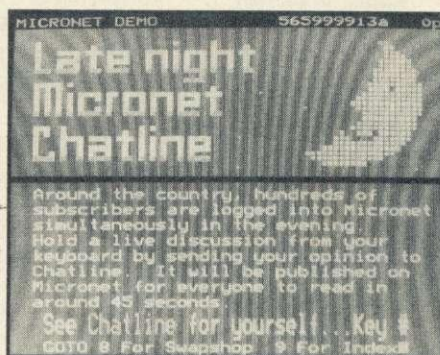 MICRONET DEMO 565999913a Op
Late night
Micronet
Chatline
Around the country, hundreds of
subscribers are logged into Micronet
simultaneously in the evening.
Hold a live discussion from your
keyboard by sending your opinion to
Chatline. It will be published on
Micronet for everyone to read in
around 45 seconds.
See Chatline for yourself...Key #
GOTO 8 For Swapshop 9 For Index#